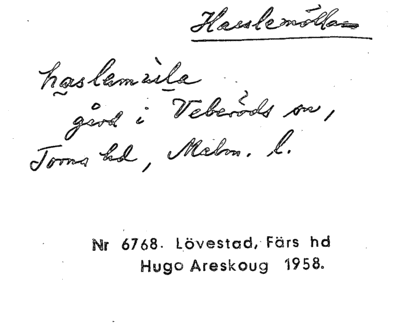 Hasslemöllan
haslemöla
gård i Veberöds sn,
Torna hd, Malm. l.
Nr 6768. Lövestad, Färs hd
Hugo Areskoug 1958.